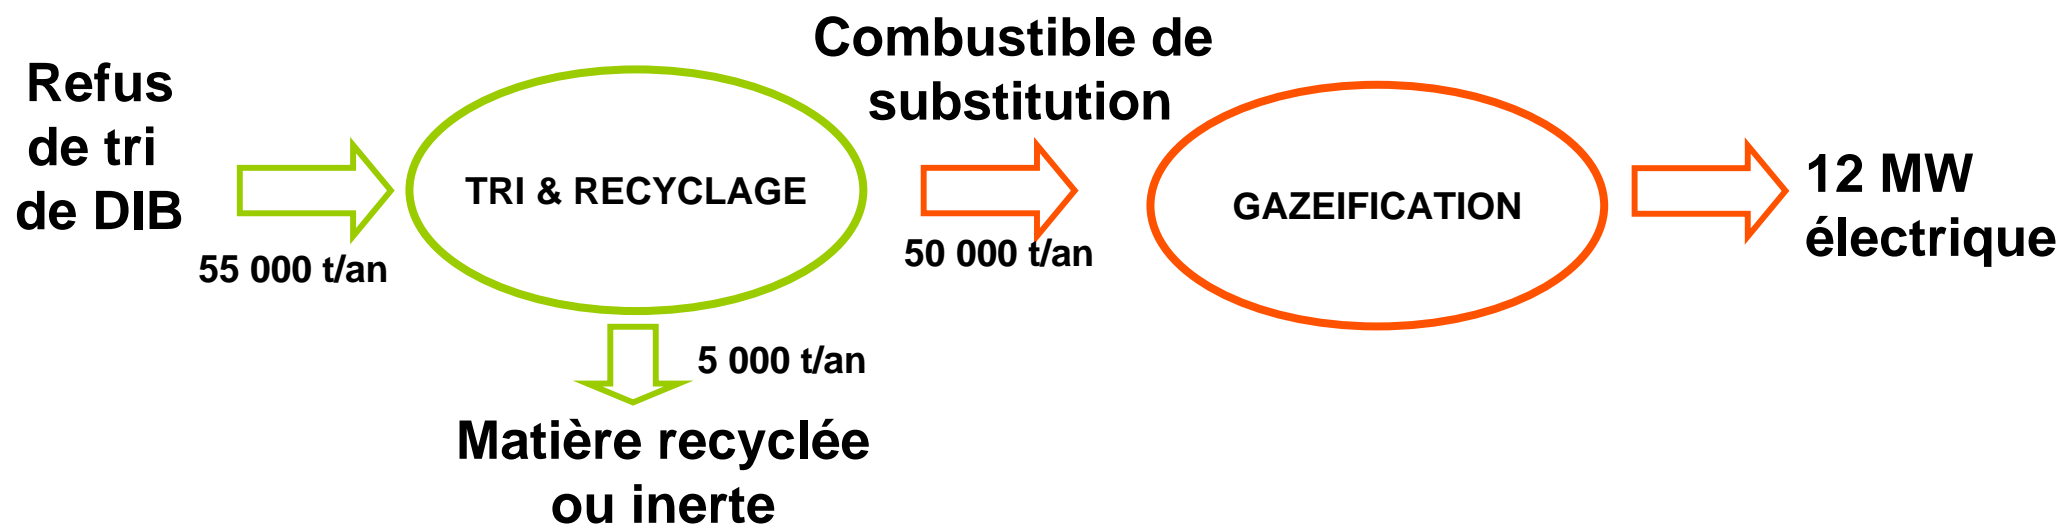 Refus
de tri
de DIB
55 000 t/an
TRI & RECYCLAGE
5 000 t/an
Matière recyclée
ou inerte
Combustible de
substitution
50 000 t/an
GAZEIFICATION
12 MW
électrique